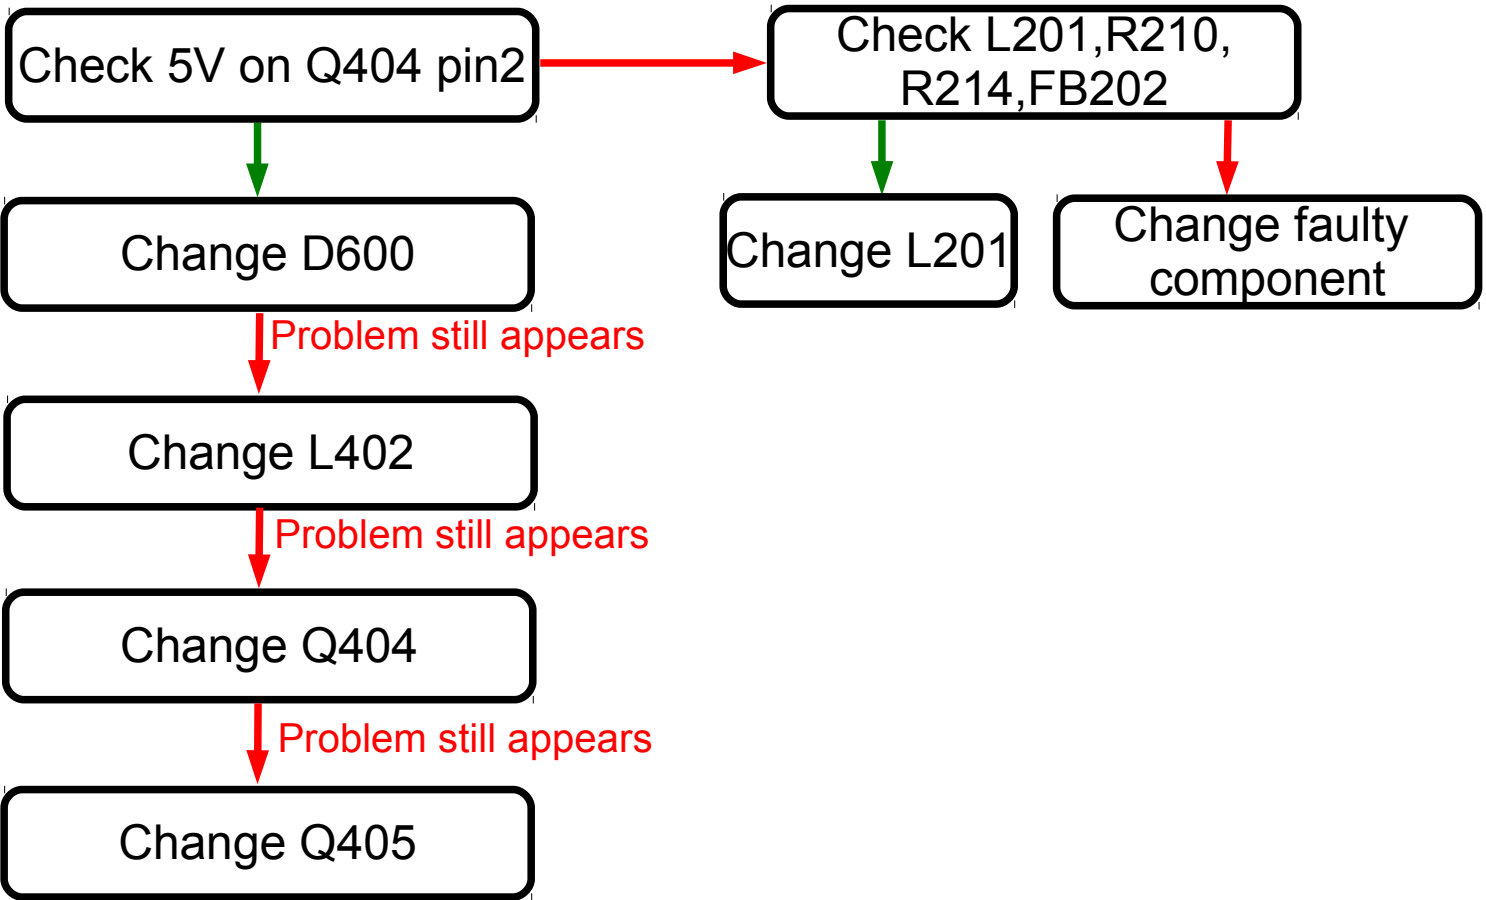 Check 5V on Q404 pin2
Check L201,R210,
R214,FB202
Change D600
Change L201
Change faulty
component
Problem still appears
Change L402
Problem still appears
Change Q404
Problem still appears
Change Q405